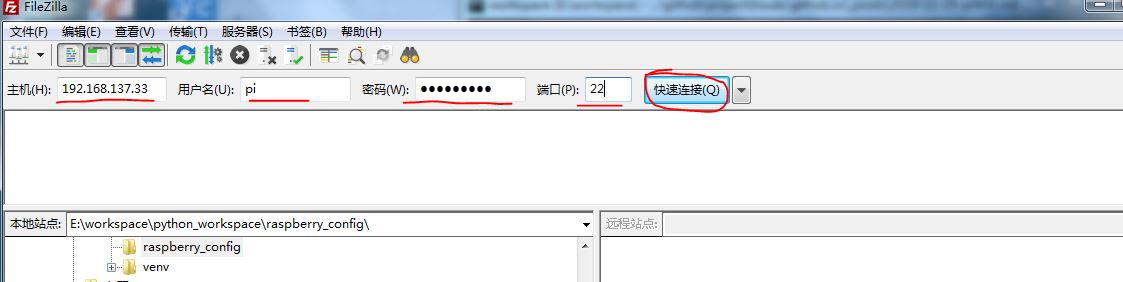 FileZilla
文件(F) 编辑(E) 查看(V) 传输(T) 服务器(S) 书签(B) 帮助(H)
主机(H): 192.168.137.33 用户名(U): pi 密码(W): ●●●●●●●●● 端口(P): 22 快速连接(Q)
本地站点: E:\workspace\python_workspace\raspberry_config\ 远程站点:
raspberry_config
venv